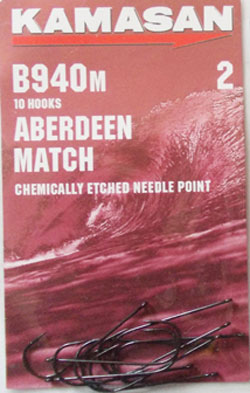 KAMASAN
B940M 2
10 HOOKS
ABERDEEN
MATCH
CHEMICALLY ETCHED NEEDLE POINT